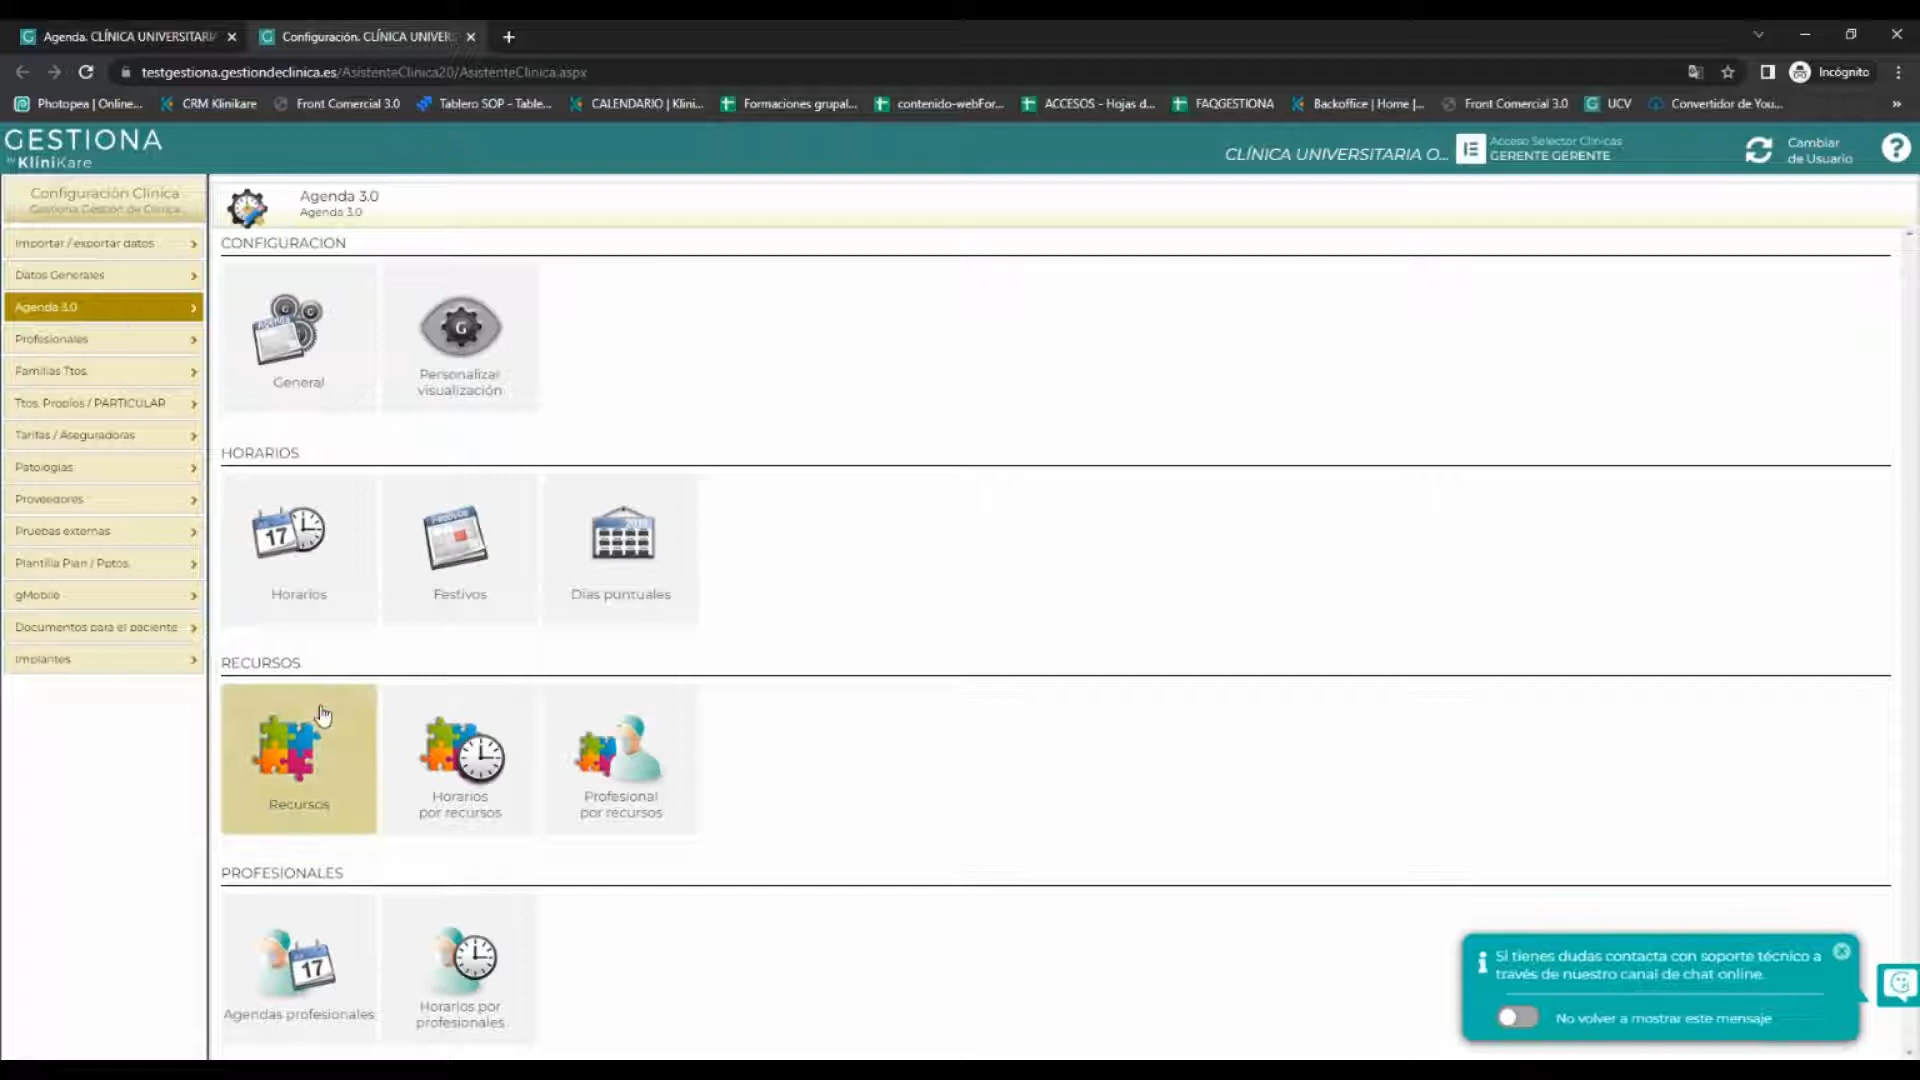 Agenda. CLÍNICA UNIVERSITARI
Configuración. CLÍNICA UNIVERS
testgestiona.gestiondeclinica.es/AsistenteClinica20/AsistenteClinica.aspx
Incógnito
Photopea | Online...
CRM Klinikare
Front Comercial 3.0
Tablero SOP - Table...
CALENDARIO | Klini...
Formaciones grupal...
contenido-webFor...
ACCESOS - Hojas d...
FAQGESTIONA
Backoffice | Home |...
Front Comercial 3.0
UCV
Convertidor de You...
GESTIONA
by KliniKare
CLÍNICA UNIVERSITARIA O...
Acceso Selector Clínicas
GERENTE GERENTE
Cambiar
de Usuario
Configuración Clínica
Gestiona Gestión de Clínica
Importar / exportar datos
Datos Generales
Agenda 3.0
Profesionales
Familias Ttos.
Ttos. Propios / PARTICULAR
Tarifas / Aseguradoras
Patologías
Proveedores
Pruebas externas
Plantilla Plan / Pptos.
gMobile
Documentos para el paciente
Implantes
Agenda 3.0
Agenda 3.0
CONFIGURACION
General
Personalizar
visualización
HORARIOS
Horarios
Festivos
Días puntuales
RECURSOS
Recursos
Horarios
por recursos
Profesional
por recursos
PROFESIONALES
Agendas profesionales
Horarios por
profesionales
Si tienes dudas contacta con soporte técnico a
través de nuestro canal de chat online.
No volver a mostrar este mensaje